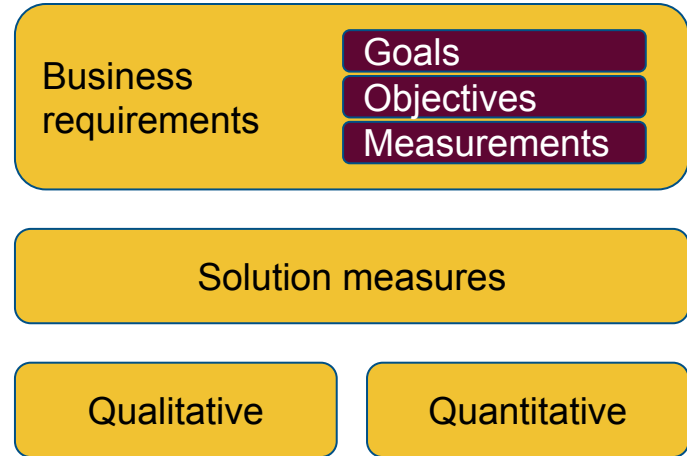 Business
requirements
Goals
Objectives
Measurements
Solution measures
Qualitative
Quantitative